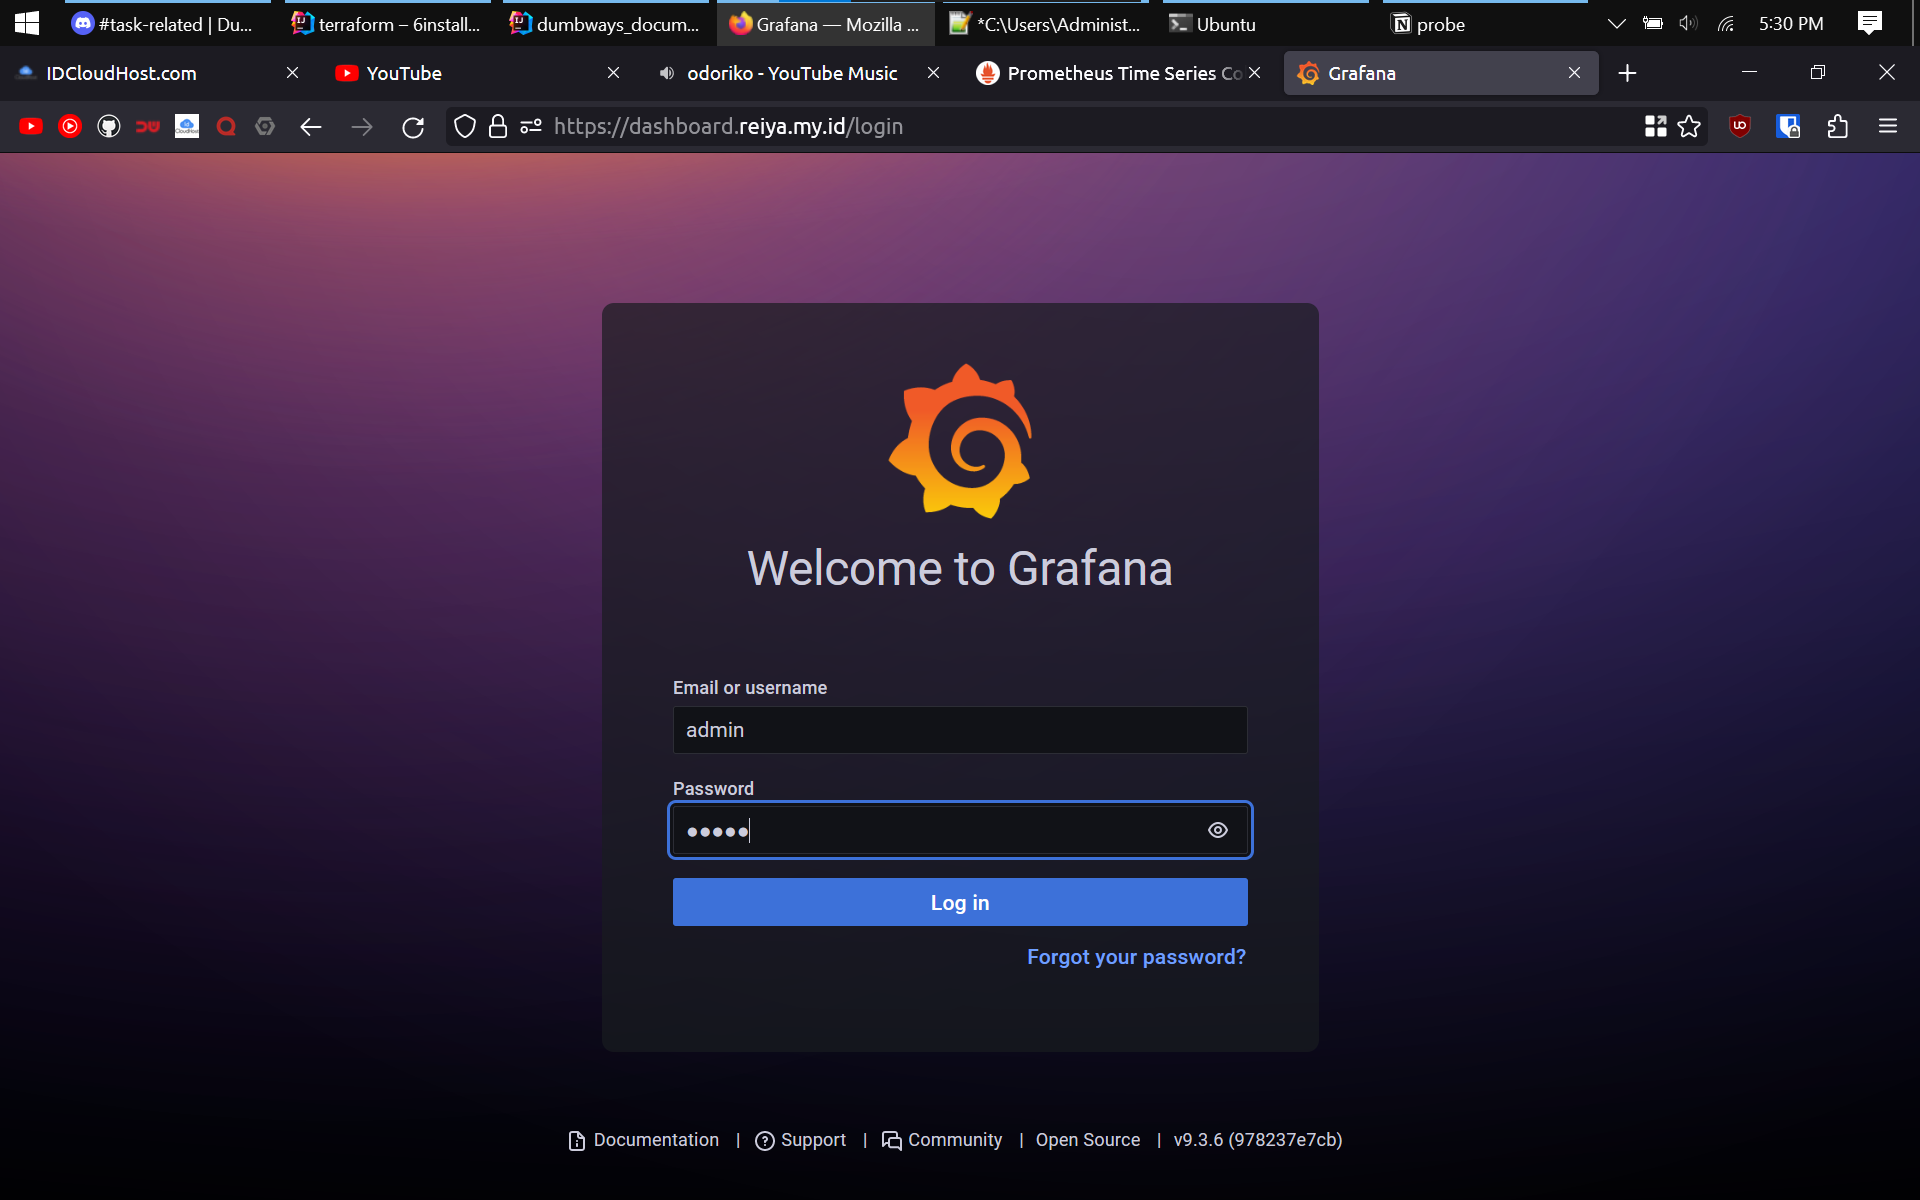 #task-related | Du...
terraform – 6install...
dumbways_docum...
Grafana — Mozilla ...
*C:\Users\Administ...
Ubuntu
probe
5:30 PM
IDCloudHost.com
YouTube
odoriko - YouTube Music
Prometheus Time Series Co
Grafana
https://dashboard.reiya.my.id/login
Welcome to Grafana
Email or username
admin
Password
•••••
Log in
Forgot your password?
Documentation | Support | Community | Open Source | v9.3.6 (978237e7cb)